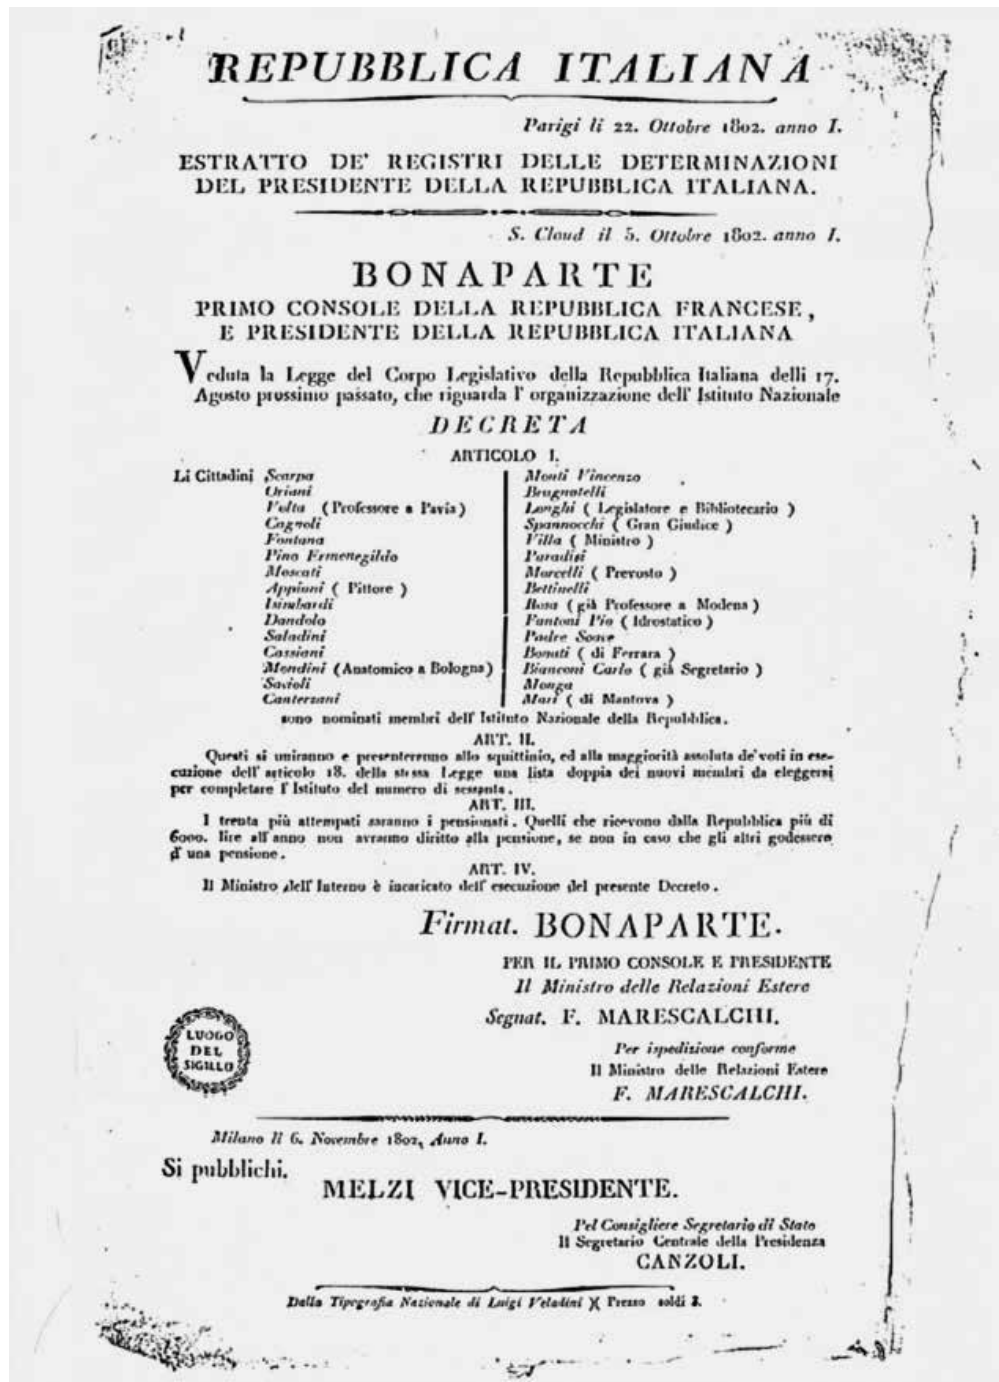 REPUBBLICA ITALIANA
Parigi li 22. Ottobre 1802. anno I.
ESTRATTO DE' REGISTRI DELLE DETERMINAZIONI
DEL PRESIDENTE DELLA REPUBBLICA ITALIANA.
S. Cloud il 5. Ottobre 1802. anno I.
BONAPARTE
PRIMO CONSOLE DELLA REPUBBLICA FRANCESE,
E PRESIDENTE DELLA REPUBBLICA ITALIANA
Veduta la Legge del Corpo Legislativo della Repubblica Italiana delli 17.
Agosto prossimo passato, che riguarda l' organizzazione dell' Istituto Nazionale
DECRETA
ARTICOLO I.
Li Cittadini Scarpa
Oriani
Volta (Professore a Pavia)
Cagnoli
Fontana
Pino Ermenegildo
Moscati
Appiani ( Pittore )
Isimbardi
Dandolo
Saladini
Cassiani
Mondini (Anatomico a Bologna)
Savioli
Canterzani
Monti Vincenzo
Brugnatelli
Longhi ( Legislatore e Bibliotecario )
Spannocchi ( Gran Giudice )
Villa ( Ministro )
Paradisi
Morcelli ( Prevosto )
Bettinelli
Rosa (già Professore a Modena)
Fantoni Pio ( Idrostatico )
Padre Soave
Bonati ( di Ferrara )
Bianconi Carlo ( già Segretario )
Monga
Mari ( di Mantova )
sono nominati membri dell' Istituto Nazionale della Repubblica.
ART. II.
Questi si uniranno e presenteranno allo squittinio, ed alla maggiorità assoluta de' voti in ese-
cuzione dell' articolo 18. della stessa Legge una lista doppia dei nuovi membri da eleggersi
per completare l' Istituto del numero di sessanta.
ART. III.
I trenta più attempati saranno i pensionati. Quelli che ricevono dalla Repubblica più di
6000. lire all' anno non avranno diritto alla pensione, se non in caso che gli altri godessero
d' una pensione.
ART. IV.
Il Ministro dell' Interno è incaricato dell' esecuzione del presente Decreto.
Firmat. BONAPARTE.
PER IL PRIMO CONSOLE E PRESIDENTE
Il Ministro delle Relazioni Estere
Segnat. F. MARESCALCHI.
LUOGO
DEL
SIGILLO
Per ispedizione conforme
Il Ministro delle Relazioni Estere
F. MARESCALCHI.
Milano li 6. Novembre 1802, Anno I.
Si pubblichi.
MELZI VICE-PRESIDENTE.
Pel Consigliere Segretario di Stato
Il Segretario Centrale della Presidenza
CANZOLI.
Dalla Tipografia Nazionale di Luigi Veladini )( Prezzo soldi 3.